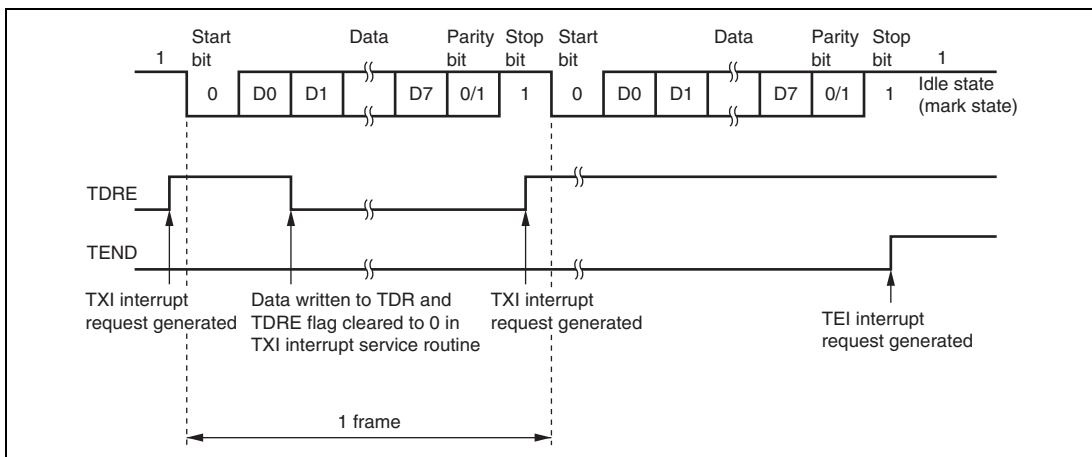 Start Data Parity Stop Start Data Parity Stop
1 bit bit bit bit bit bit 1
0 D0 D1 D7 0/1 1 0 D0 D1 D7 0/1 1 Idle state
(mark state)
TDRE
TEND
TXI interrupt
request generated
Data written to TDR and
TDRE flag cleared to 0 in
TXI interrupt service routine
TXI interrupt
request generated
TEI interrupt
request generated
1 frame